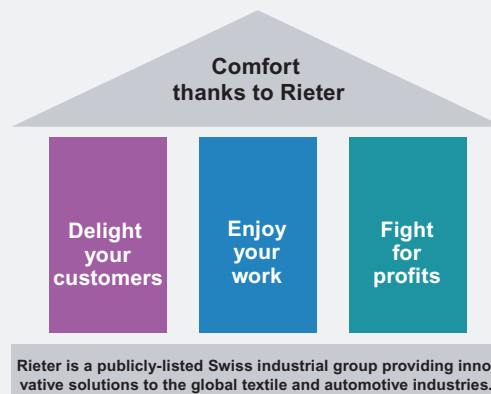 Comfort
thanks to Rieter
Delight
your
customers
Enjoy
your
work
Fight
for
profits
Rieter is a publicly-listed Swiss industrial group providing inno
vative solutions to the global textile and automotive industries.